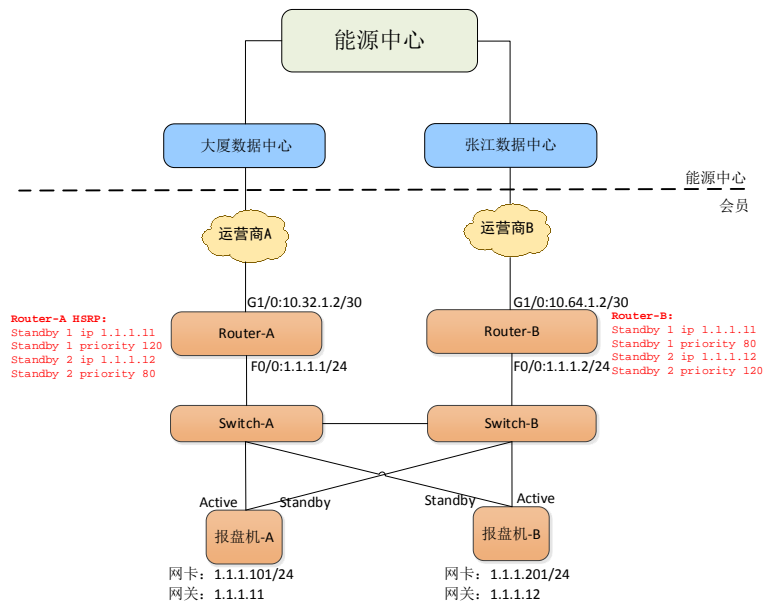 能源中心
大厦数据中心
张江数据中心
能源中心
会员
运营商A
运营商B
G1/0:10.32.1.2/30
G1/0:10.64.1.2/30
Router-A HSRP:
Standby 1 ip 1.1.1.11
Standby 1 priority 120
Standby 2 ip 1.1.1.12
Standby 2 priority 80
Router-A
Router-B
Router-B:
Standby 1 ip 1.1.1.11
Standby 1 priority 80
Standby 2 ip 1.1.1.12
Standby 2 priority 120
F0/0:1.1.1.1/24
F0/0:1.1.1.2/24
Switch-A
Switch-B
Active
Standby
Standby
Active
报盘机-A
报盘机-B
网卡：1.1.1.101/24
网关：1.1.1.11
网卡：1.1.1.201/24
网关：1.1.1.12